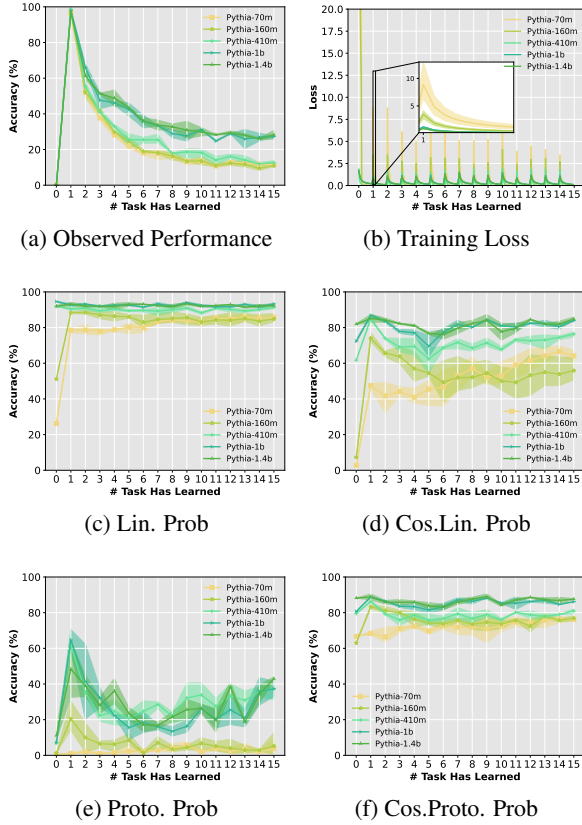 100
80
60
40
20
0
Accuracy (%)
Pythia-70m
Pythia-160m
Pythia-410m
Pythia-1b
Pythia-1.4b
0 1 2 3 4 5 6 7 8 9 10 11 12 13 14 15
# Task Has Learned
(a) Observed Performance
20.0
17.5
15.0
12.5
10.0
7.5
5.0
2.5
0.0
Loss
10
5
1
Pythia-70m
Pythia-160m
Pythia-410m
Pythia-1b
Pythia-1.4b
0 1 2 3 4 5 6 7 8 9 10 11 12 13 14 15
# Task Has Learned
(b) Training Loss
100
80
60
40
20
0
Accuracy (%)
Pythia-70m
Pythia-160m
Pythia-410m
Pythia-1b
Pythia-1.4b
0 1 2 3 4 5 6 7 8 9 10 11 12 13 14 15
# Task Has Learned
(c) Lin. Prob
100
80
60
40
20
0
Accuracy (%)
Pythia-70m
Pythia-160m
Pythia-410m
Pythia-1b
Pythia-1.4b
0 1 2 3 4 5 6 7 8 9 10 11 12 13 14 15
# Task Has Learned
(d) Cos.Lin. Prob
100
80
60
40
20
0
Accuracy (%)
Pythia-70m
Pythia-160m
Pythia-410m
Pythia-1b
Pythia-1.4b
0 1 2 3 4 5 6 7 8 9 10 11 12 13 14 15
# Task Has Learned
(e) Proto. Prob
100
80
60
40
20
0
Accuracy (%)
Pythia-70m
Pythia-160m
Pythia-410m
Pythia-1b
Pythia-1.4b
0 1 2 3 4 5 6 7 8 9 10 11 12 13 14 15
# Task Has Learned
(f) Cos.Proto. Prob